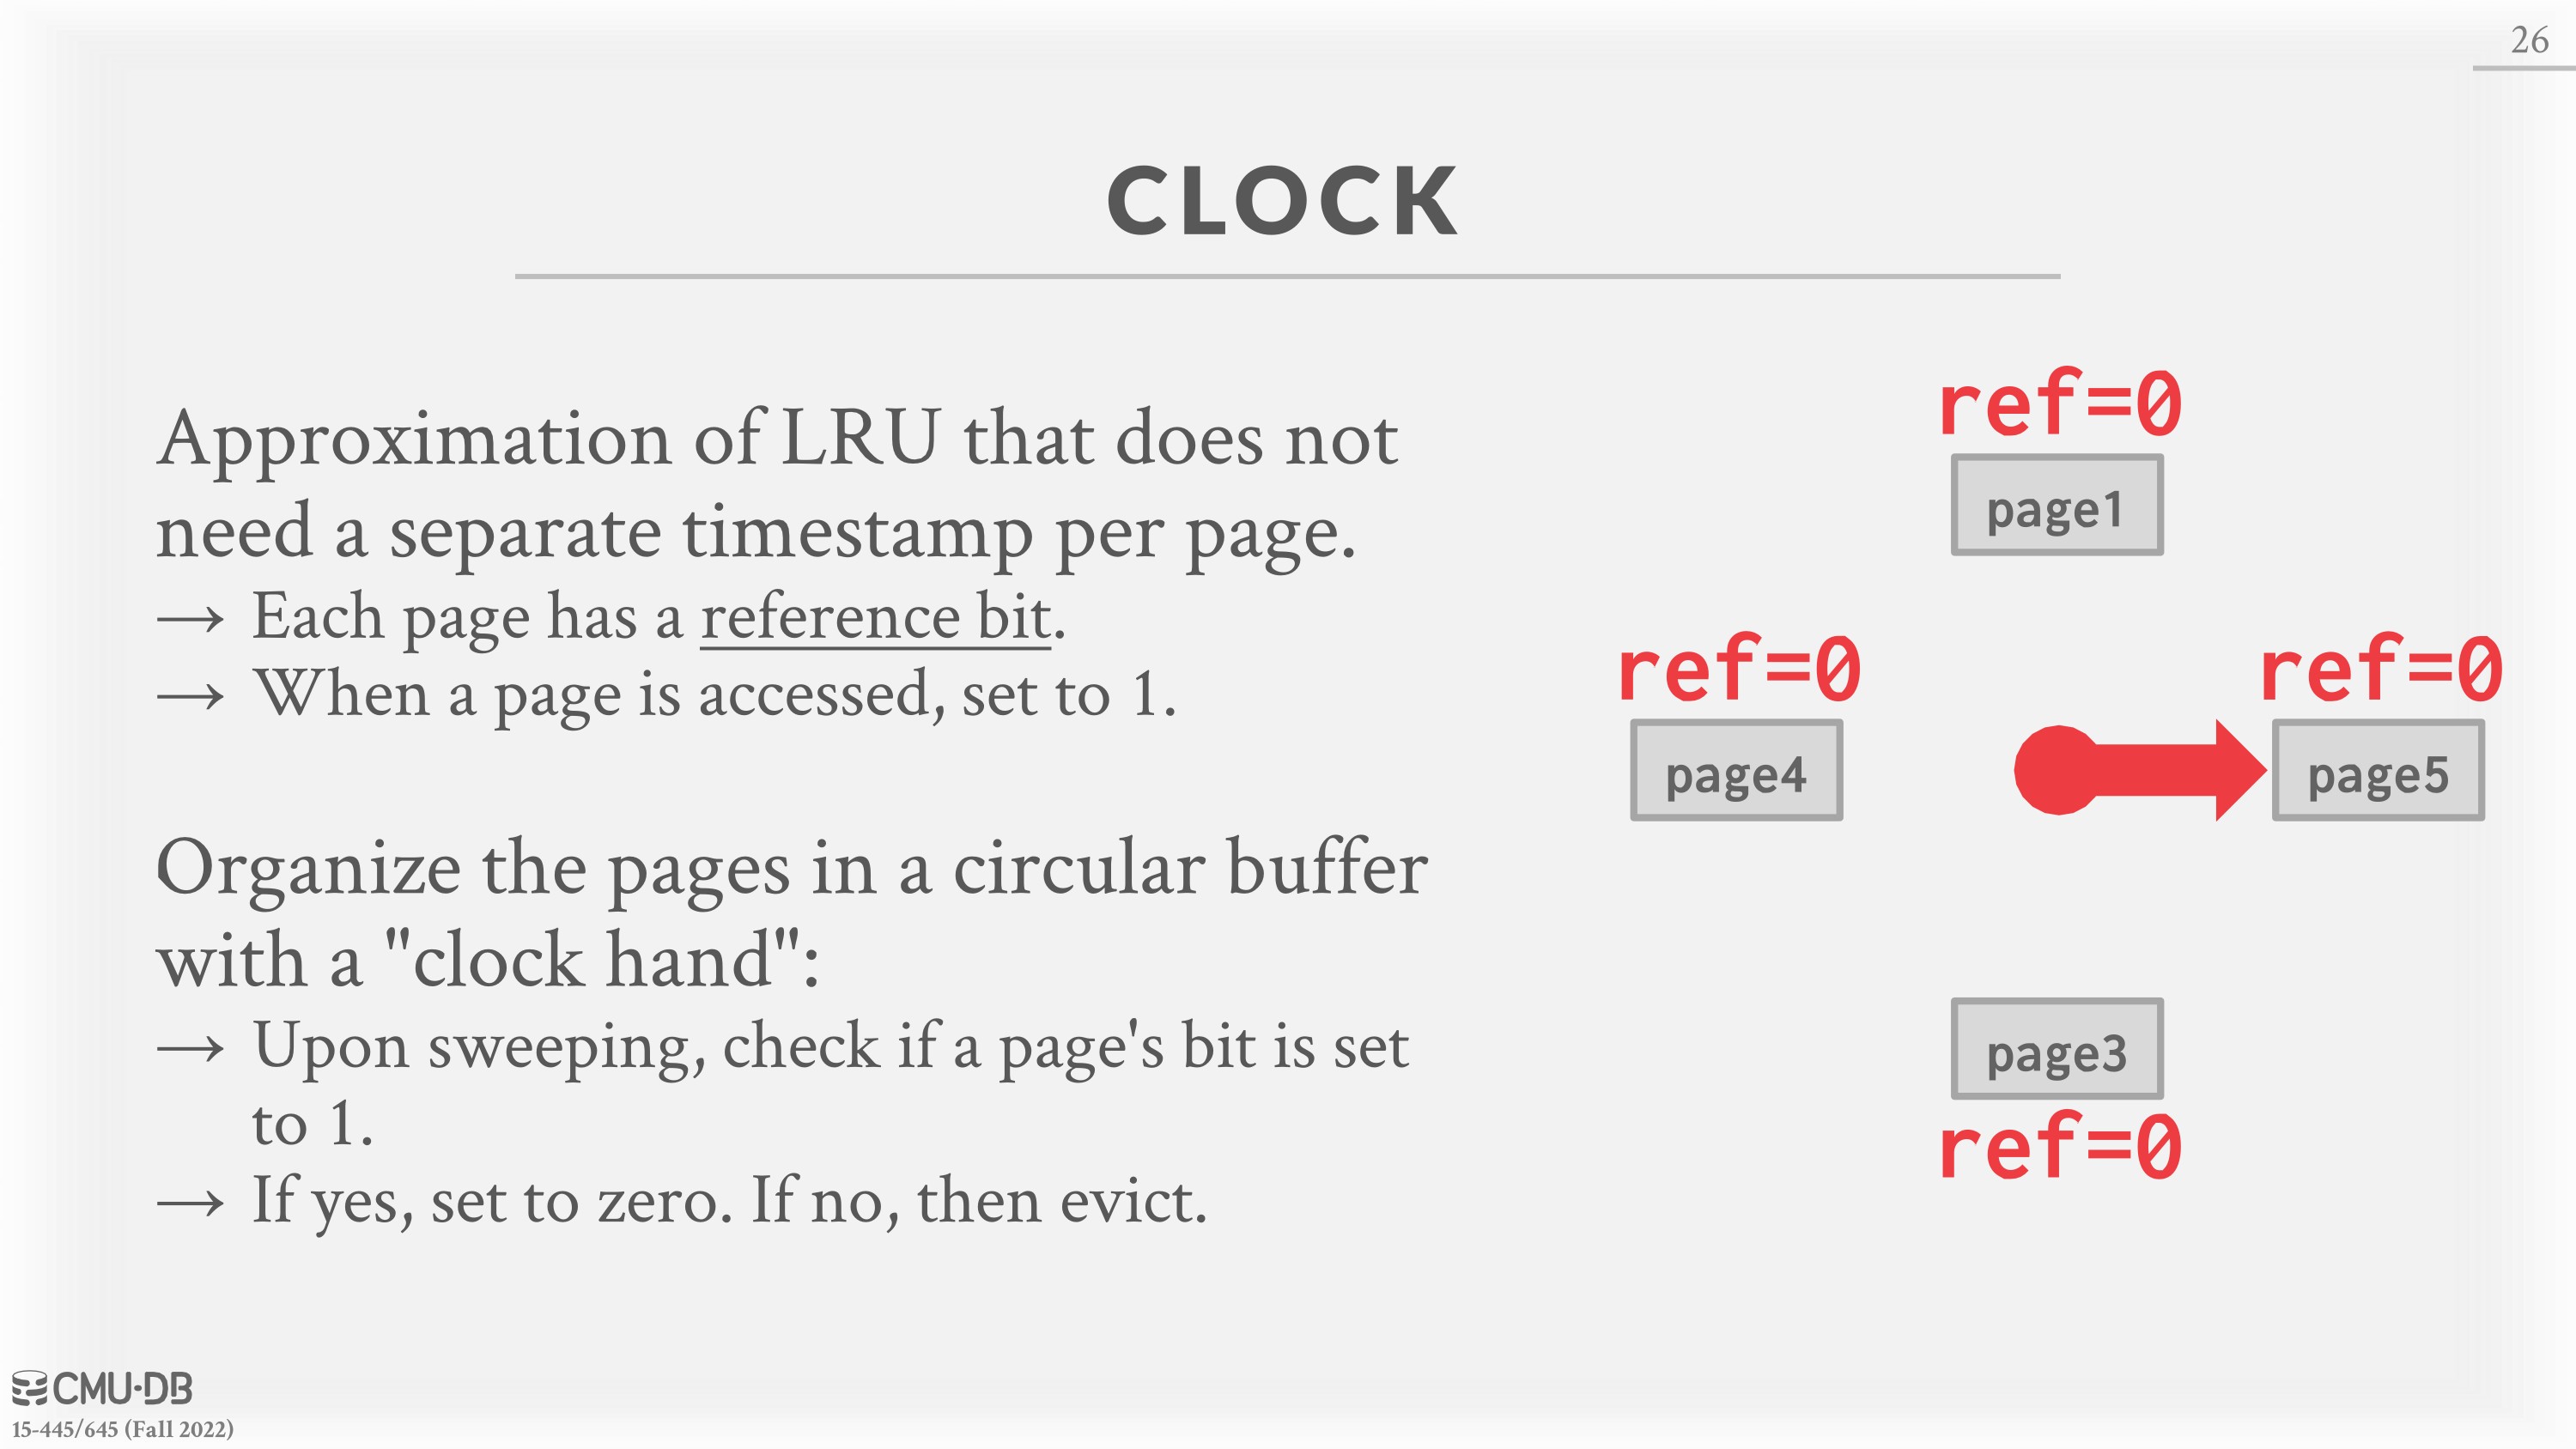 26
CLOCK
Approximation of LRU that does not
need a separate timestamp per page.
→ Each page has a reference bit.
→ When a page is accessed, set to 1.
Organize the pages in a circular buffer
with a "clock hand":
→ Upon sweeping, check if a page's bit is set
to 1.
→ If yes, set to zero. If no, then evict.
ref=0
page1
ref=0
page4
ref=0
page5
page3
ref=0
CMU·DB
15-445/645 (Fall 2022)